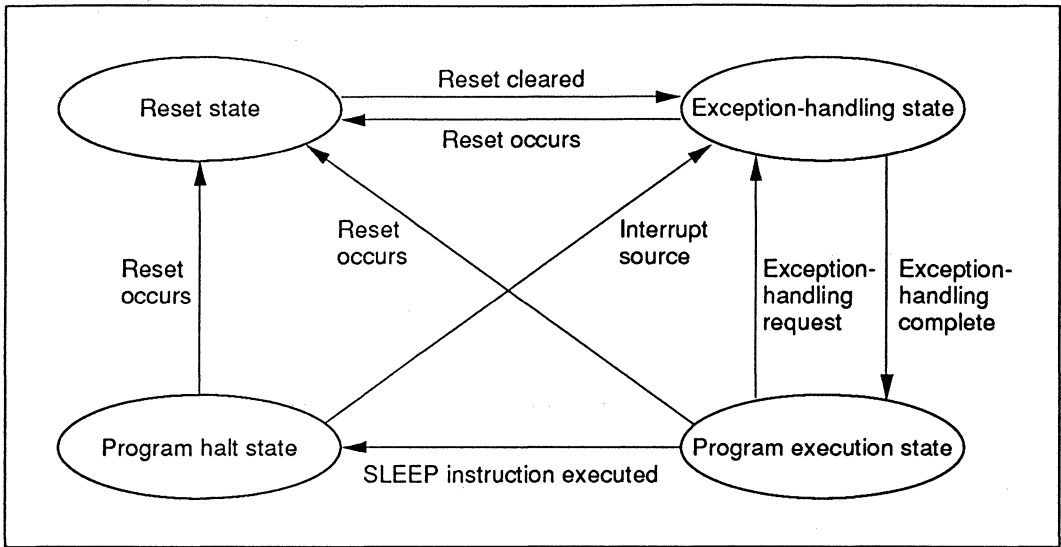 Reset cleared
Reset state
Exception-handling state
Reset occurs
Reset
occurs
Interrupt
source
Reset
occurs
Exception-
handling
request
Exception-
handling
complete
Program halt state
Program execution state
SLEEP instruction executed